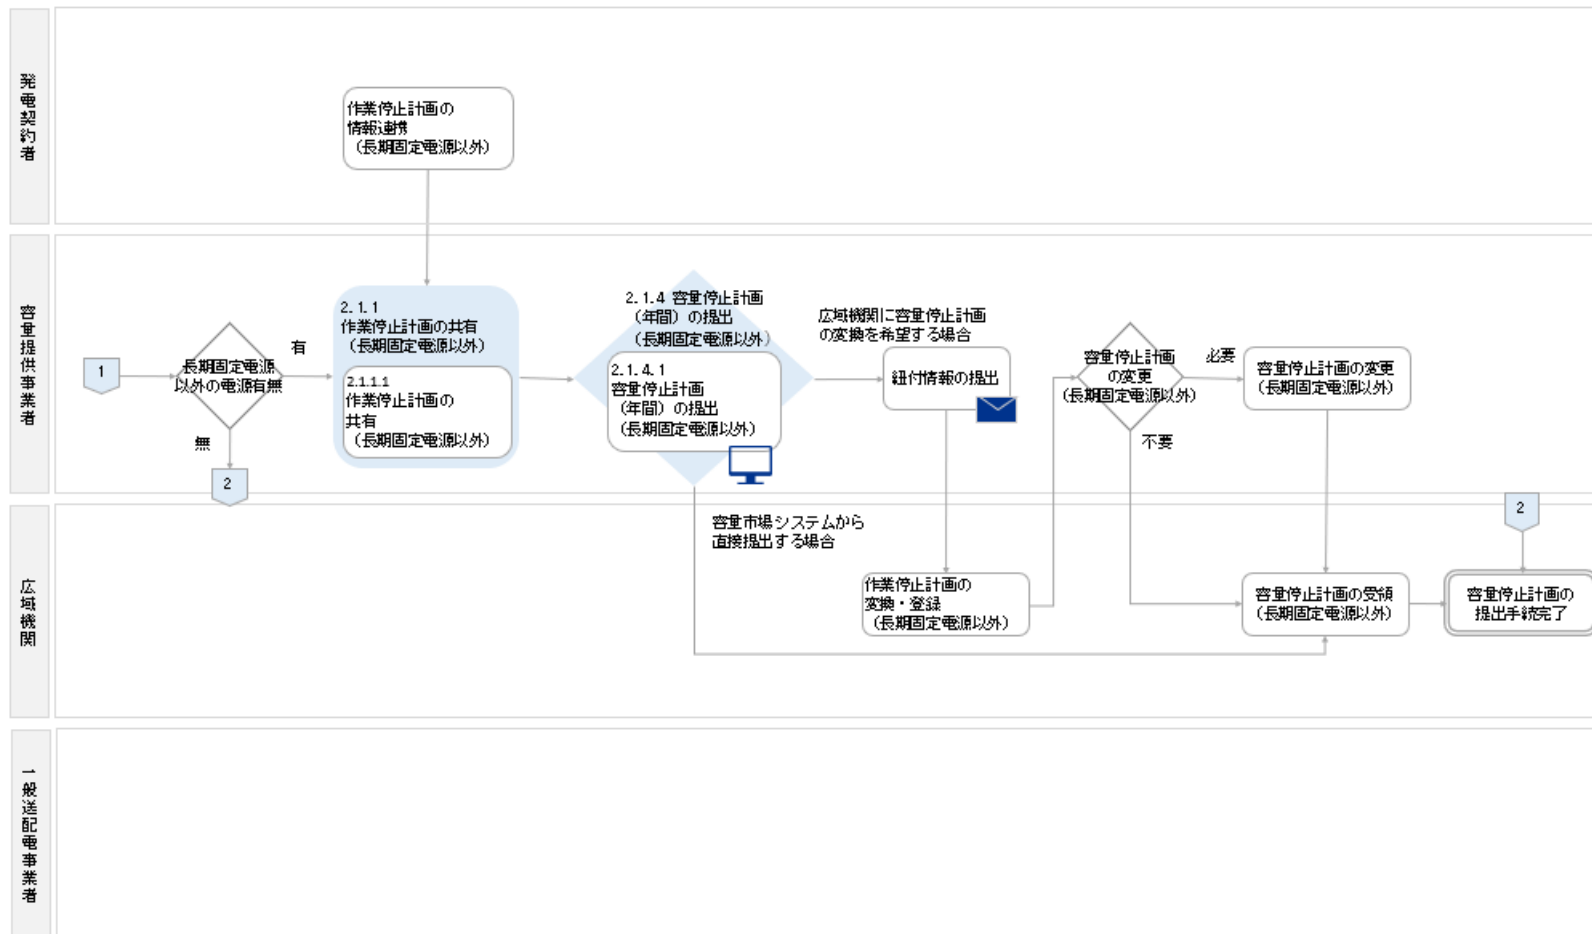 発電契約者
作業停止計画の
情報連携
（長期固定電源以外）
容量提供事業者
1
長期固定電源
以外の電源有無
有
無
2
2.1.1
作業停止計画の共有
（長期固定電源以外）
2.1.1.1
作業停止計画の
共有
（長期固定電源以外）
2.1.4 容量停止計画
（年間）の提出
（長期固定電源以外）
2.1.4.1
容量停止計画
（年間）の提出
（長期固定電源以外）
広域機関に容量停止計画
の変換を希望する場合
紐付情報の提出
容量停止計画
の変更
（長期固定電源以外）
必要
不要
容量停止計画の変更
（長期固定電源以外）
広域機関
容量市場システムから
直接提出する場合
作業停止計画の
変換・登録
（長期固定電源以外）
容量停止計画の受領
（長期固定電源以外）
2
容量停止計画の
提出手続完了
一般送配電事業者